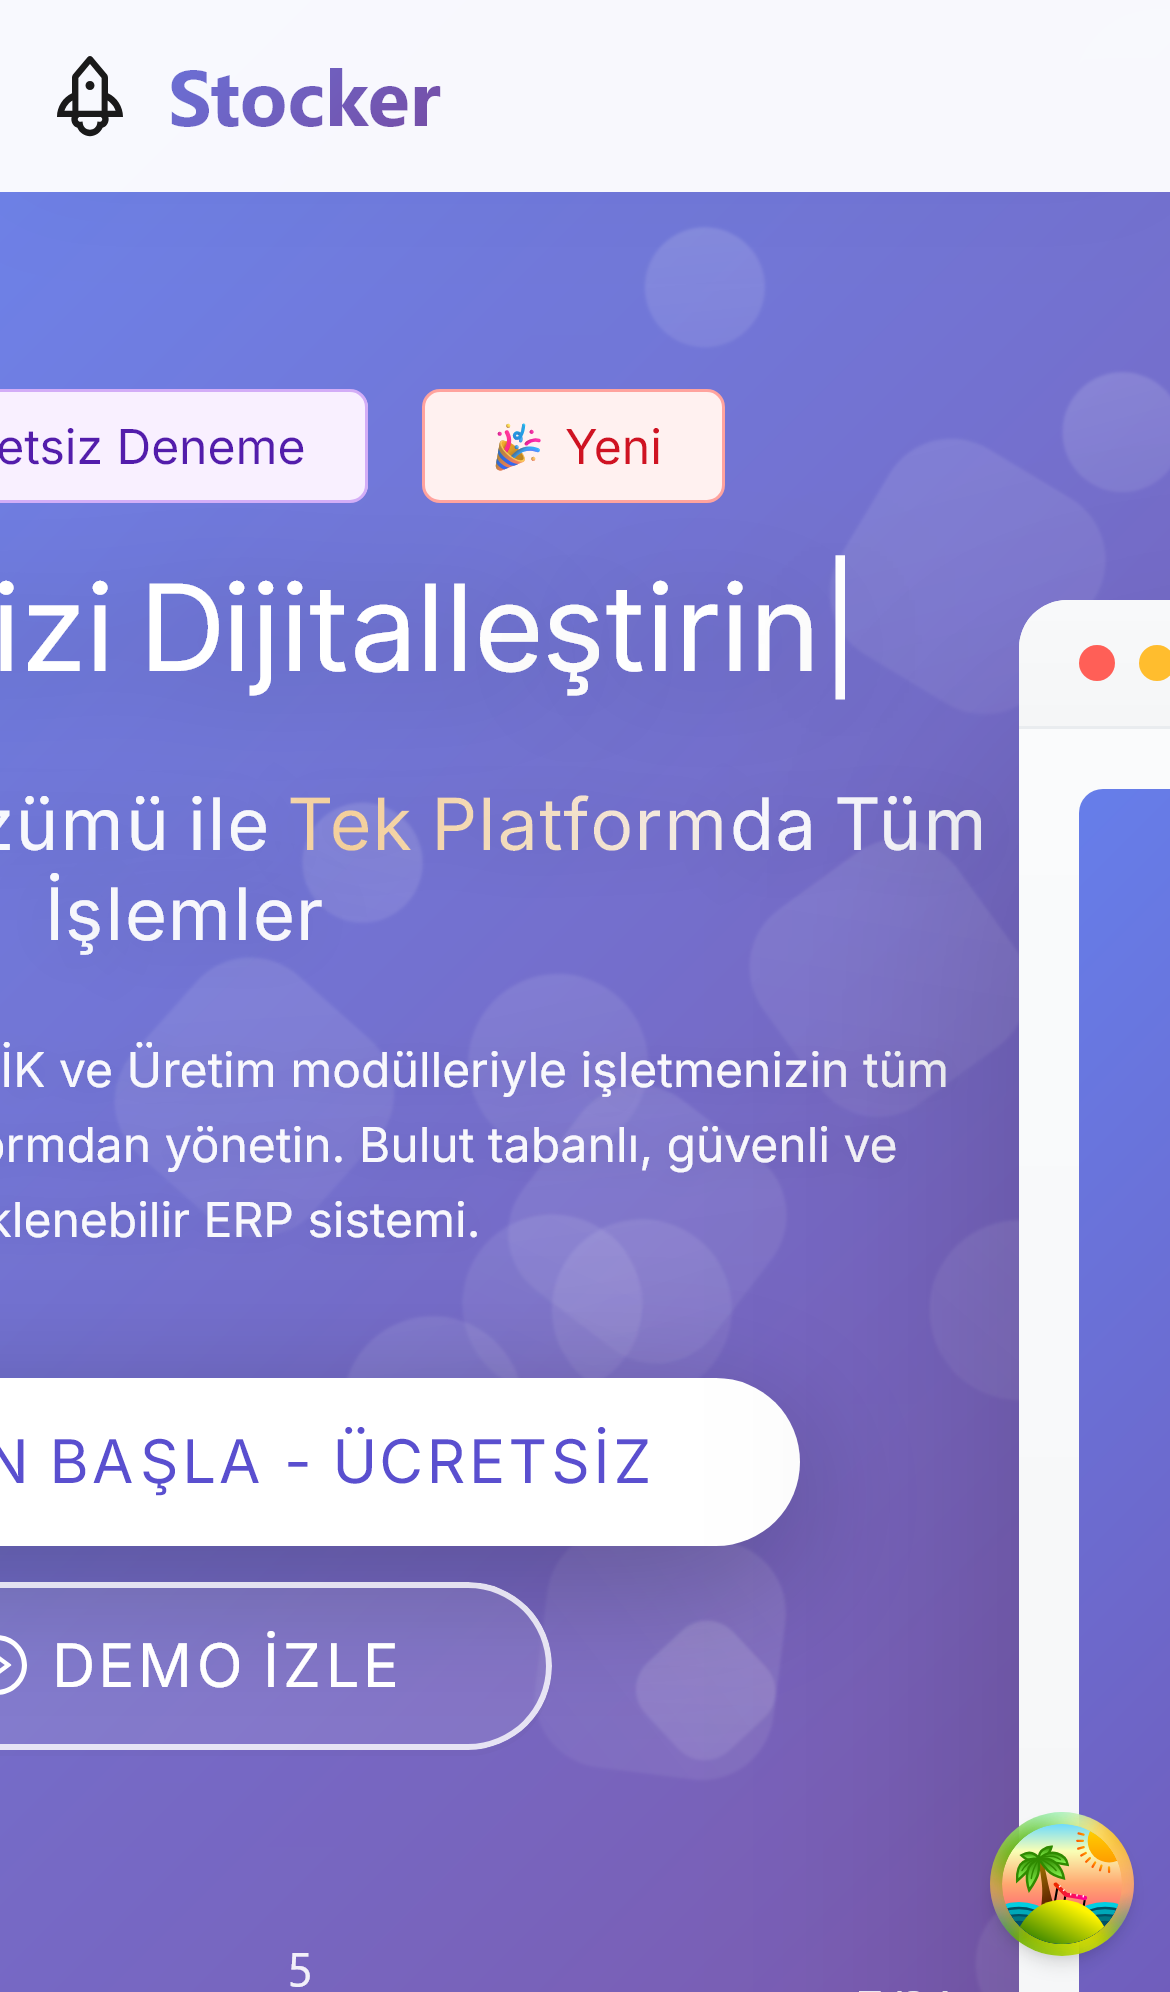 Stocker
etsiz Deneme
Yeni
izi Dijitalleştirin
zümü ile Tek Platformda Tüm
İşlemler
İK ve Üretim modülleriyle işletmenizin tüm
ormdan yönetin. Bulut tabanlı, güvenli ve
klenebilir ERP sistemi.
N BAŞLA - ÜCRETSİZ
DEMO İZLE
5